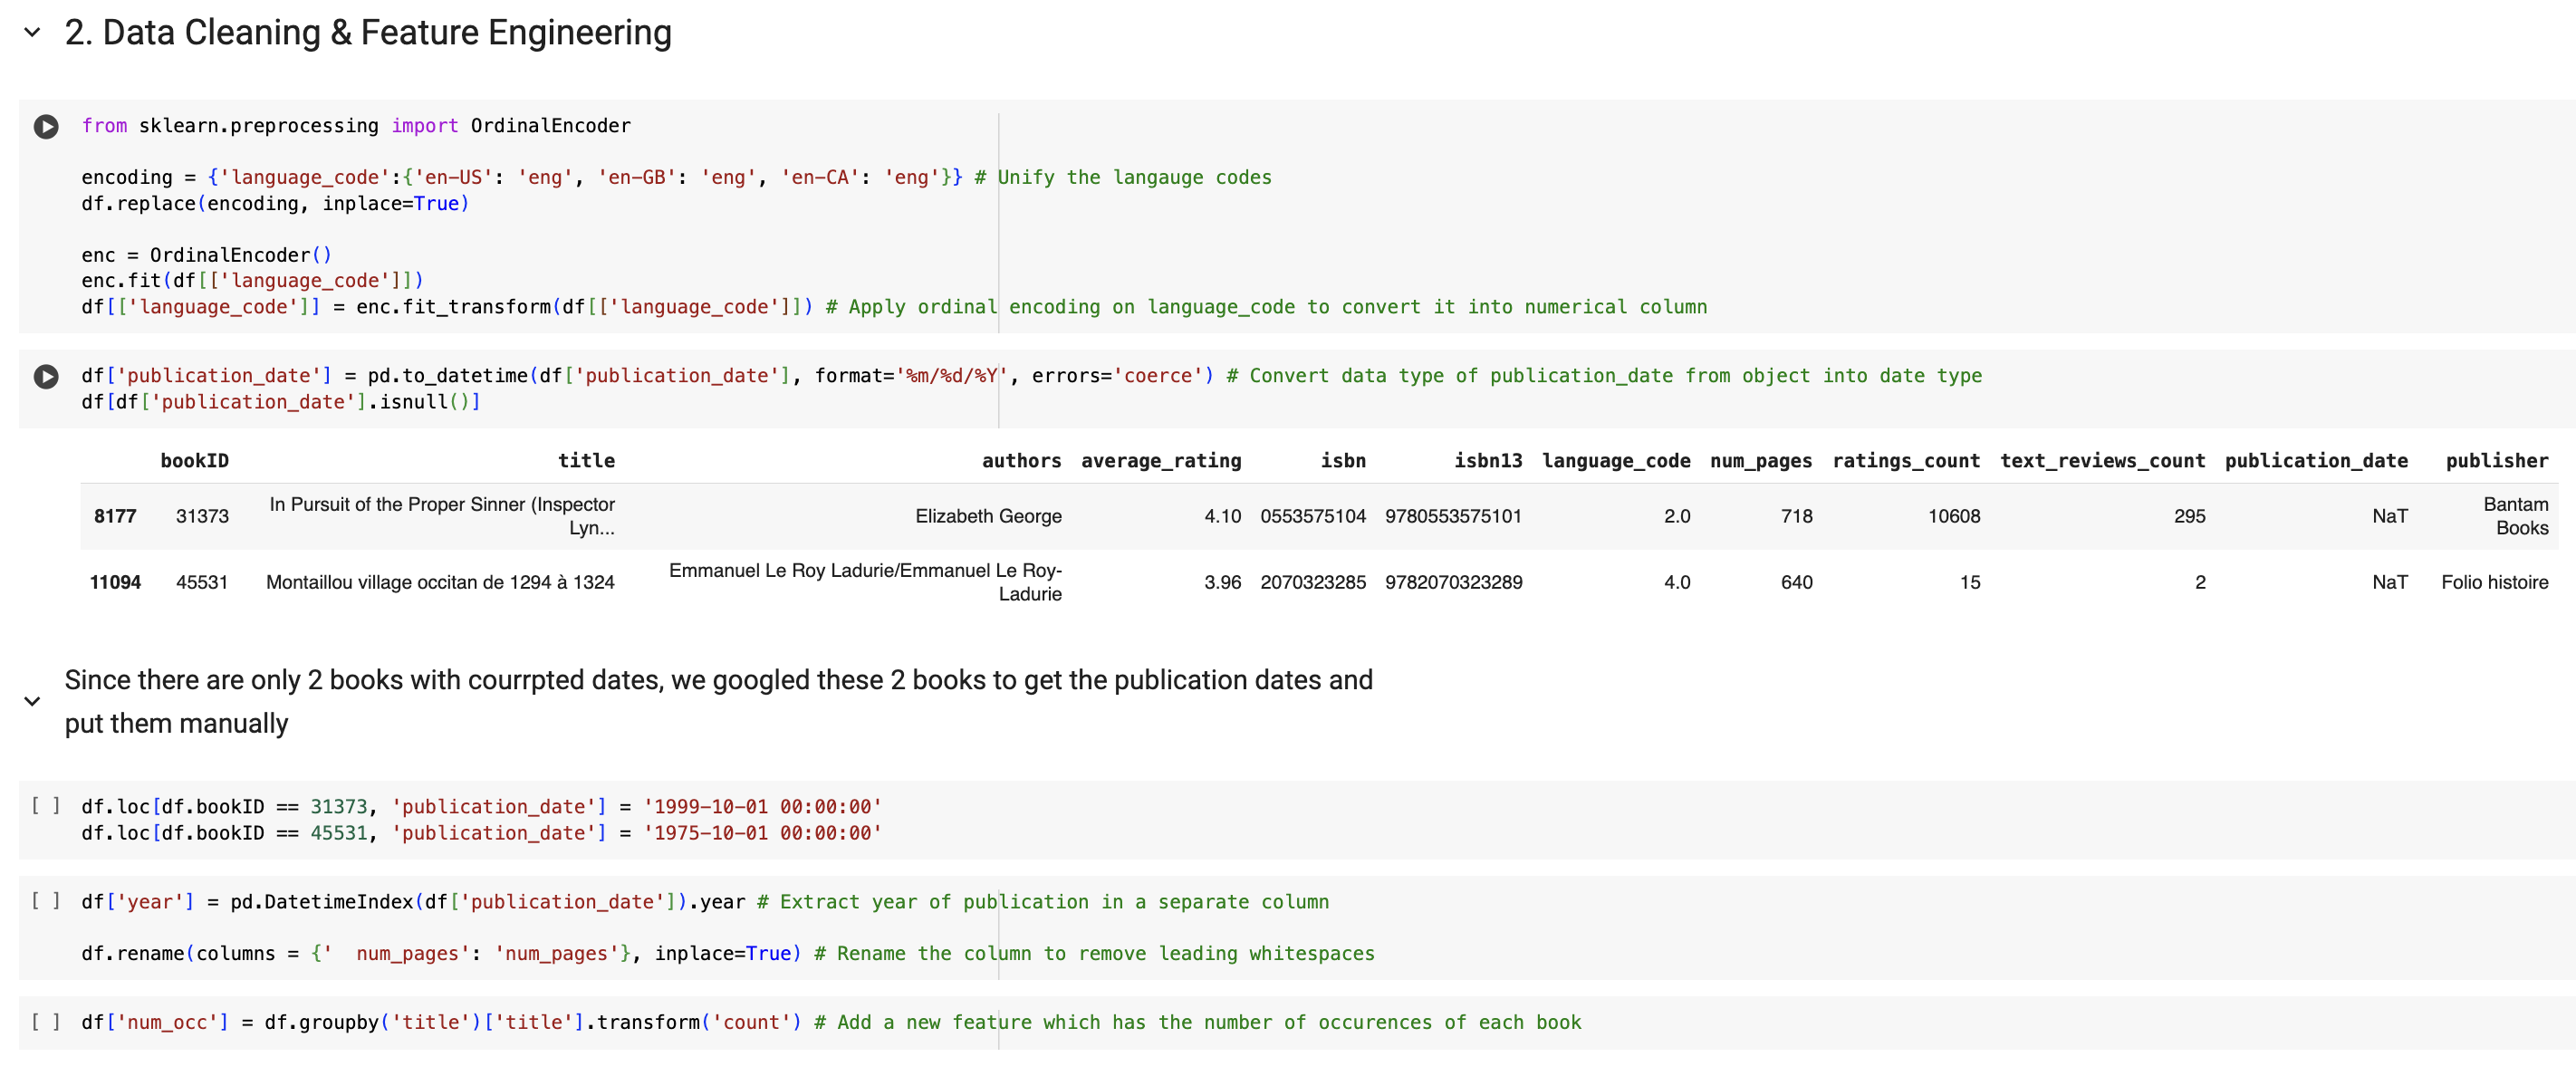 2. Data Cleaning & Feature Engineering
from sklearn.preprocessing import OrdinalEncoder
encoding = {'language_code':{'en-US': 'eng', 'en-GB': 'eng', 'en-CA': 'eng'}} # Unify the langauge codes
df.replace(encoding, inplace=True)
enc = OrdinalEncoder()
enc.fit(df[['language_code']])
df[['language_code']] = enc.fit_transform(df[['language_code']]) # Apply ordinal encoding on language_code to convert it into numerical column
df['publication_date'] = pd.to_datetime(df['publication_date'], format='%m/%d/%Y', errors='coerce') # Convert data type of publication_date from object into date type
df[df['publication_date'].isnull()]
bookID title authors average_rating isbn isbn13 language_code num_pages ratings_count text_reviews_count publication_date publisher
8177 31373 In Pursuit of the Proper Sinner (Inspector Lyn... Elizabeth George 4.10 0553575104 9780553575101 2.0 718 10608 295 NaT Bantam Books
11094 45531 Montaillou village occitan de 1294 à 1324 Emmanuel Le Roy Ladurie/Emmanuel Le Roy-Ladurie 3.96 2070323285 9782070323289 4.0 640 15 2 NaT Folio histoire
Since there are only 2 books with courrpted dates, we googled these 2 books to get the publication dates and
put them manually
[ ] df.loc[df.bookID == 31373, 'publication_date'] = '1999-10-01 00:00:00'
df.loc[df.bookID == 45531, 'publication_date'] = '1975-10-01 00:00:00'
[ ] df['year'] = pd.DatetimeIndex(df['publication_date']).year # Extract year of publication in a separate column
df.rename(columns = {'  num_pages': 'num_pages'}, inplace=True) # Rename the column to remove leading whitespaces
[ ] df['num_occ'] = df.groupby('title')['title'].transform('count') # Add a new feature which has the number of occurences of each book